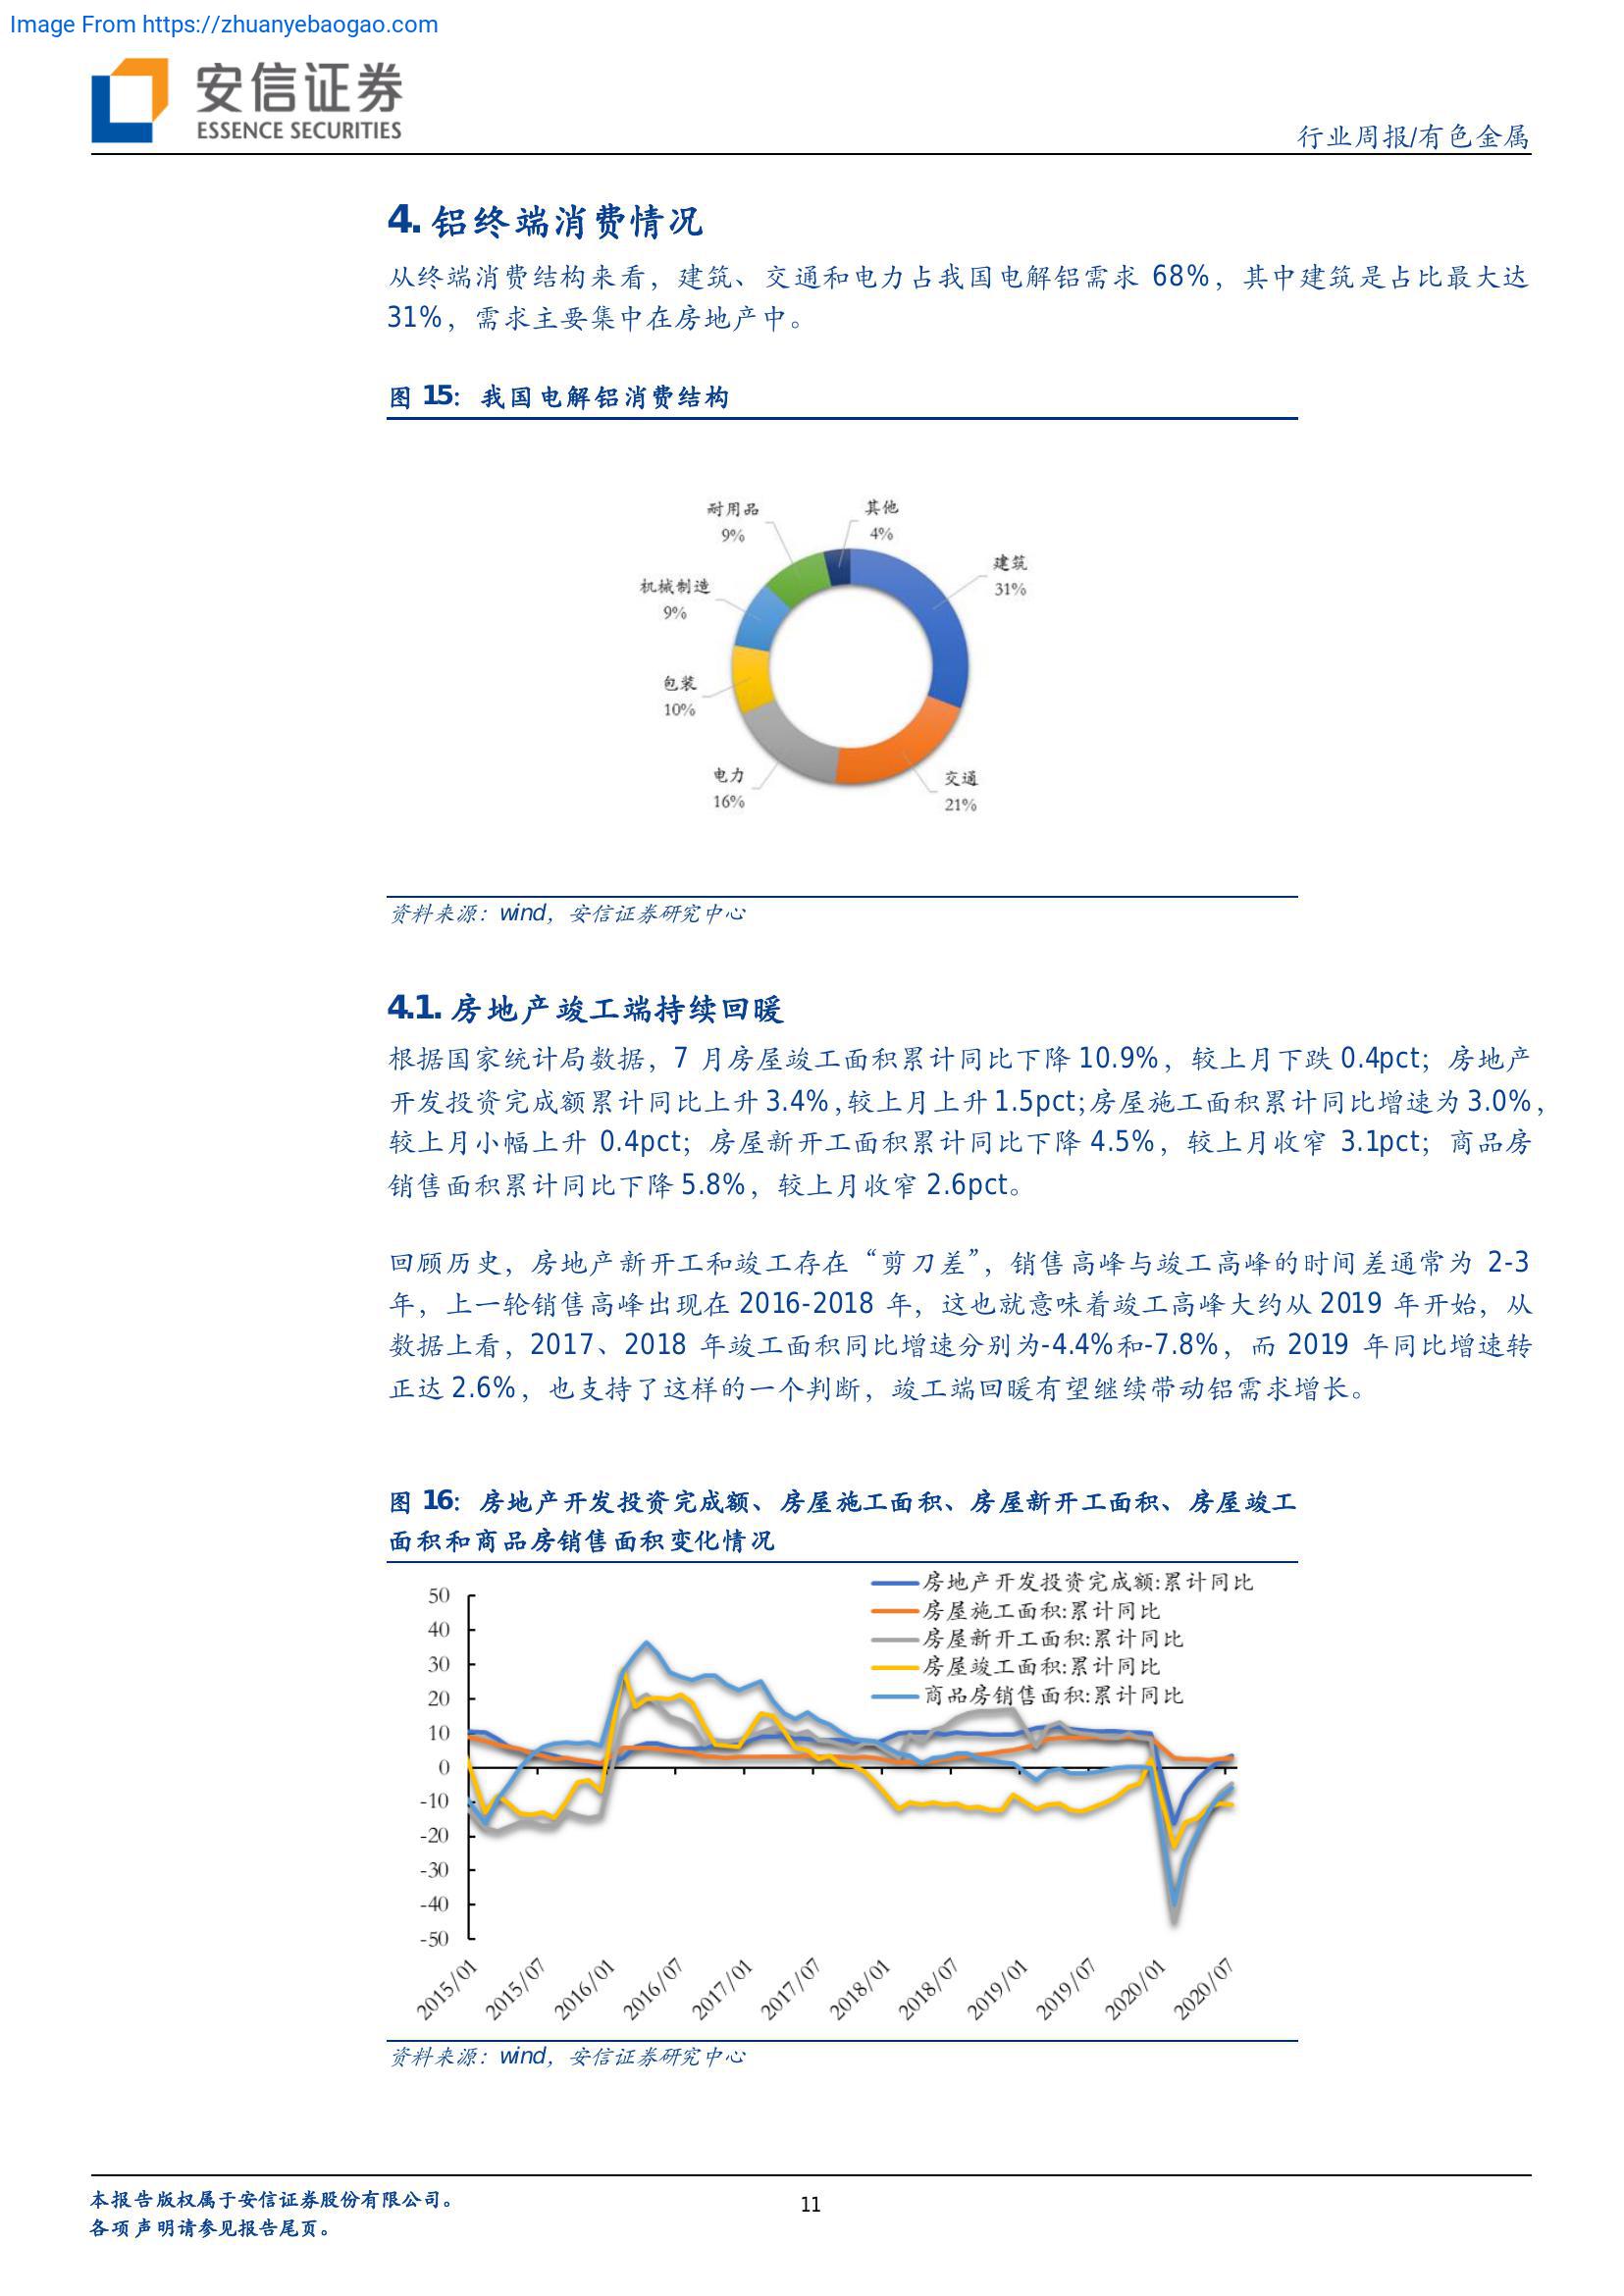 Image From https://zhuanyebaogao.com
安信证券
ESSENCE SECURITIES
行业周报/有色金属
4. 铝终端消费情况
从终端消费结构来看，建筑、交通和电力占我国电解铝需求 68%，其中建筑是占比最大达
31%，需求主要集中在房地产中。
图 15：我国电解铝消费结构
耐用品
9%
其他
4%
建筑
31%
机械制造
9%
包装
10%
电力
16%
交通
21%
资料来源：wind，安信证券研究中心
4.1. 房地产竣工端持续回暖
根据国家统计局数据，7 月房屋竣工面积累计同比下降 10.9%，较上月下跌 0.4pct；房地产
开发投资完成额累计同比上升 3.4%，较上月上升 1.5pct；房屋施工面积累计同比增速为 3.0%，
较上月小幅上升 0.4pct；房屋新开工面积累计同比下降 4.5%，较上月收窄 3.1pct；商品房
销售面积累计同比下降 5.8%，较上月收窄 2.6pct。
回顾历史，房地产新开工和竣工存在“剪刀差”，销售高峰与竣工高峰的时间差通常为 2-3
年，上一轮销售高峰出现在 2016-2018 年，这也就意味着竣工高峰大约从 2019 年开始，从
数据上看，2017、2018 年竣工面积同比增速分别为-4.4%和-7.8%，而 2019 年同比增速转
正达 2.6%，也支持了这样的一个判断，竣工端回暖有望继续带动铝需求增长。
图 16：房地产开发投资完成额、房屋施工面积、房屋新开工面积、房屋竣工
面积和商品房销售面积变化情况
房地产开发投资完成额:累计同比
房屋施工面积:累计同比
房屋新开工面积:累计同比
房屋竣工面积:累计同比
商品房销售面积:累计同比
50
40
30
20
10
0
-10
-20
-30
-40
-50
2015/01
2015/07
2016/01
2016/07
2017/01
2017/07
2018/01
2018/07
2019/01
2019/07
2020/01
2020/07
资料来源：wind，安信证券研究中心
本报告版权属于安信证券股份有限公司。
各项声明请参见报告尾页。
11